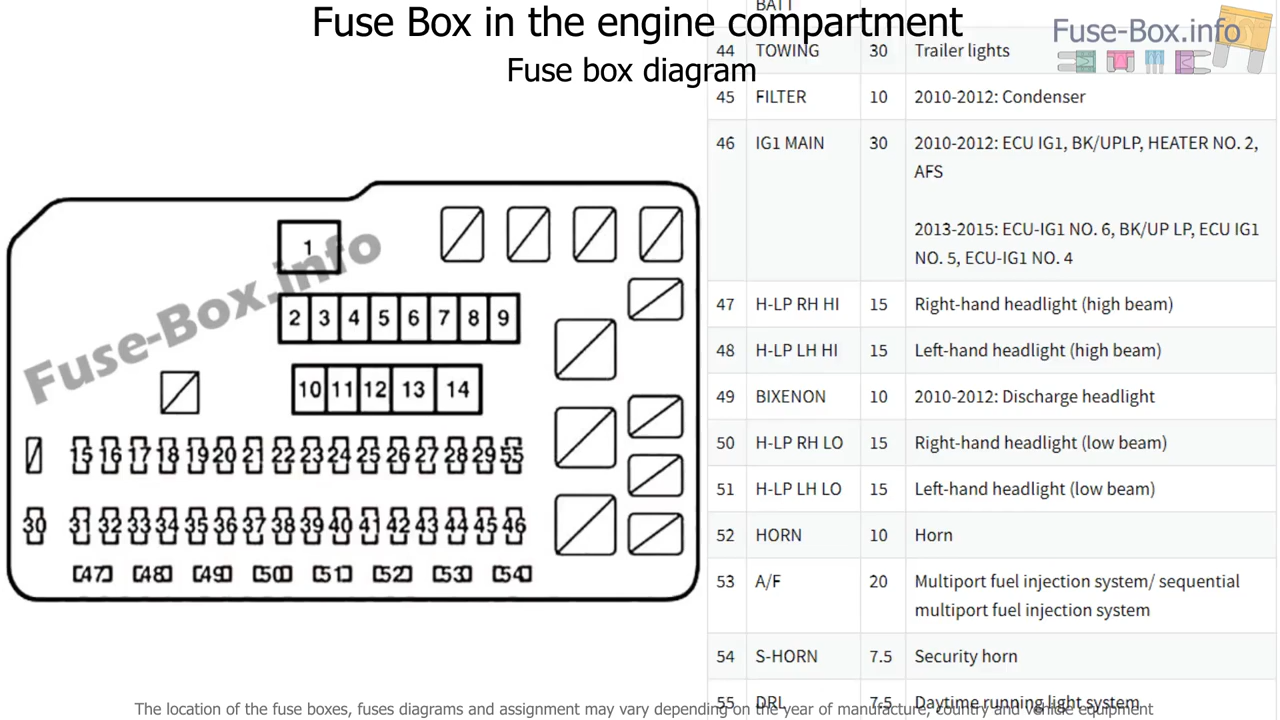 Fuse Box in the engine compartment
Fuse box diagram
Fuse-Box.info
Fuse-Box.info
1
2 3 4 5 6 7 8 9
10 11 12 13 14
15 16 17 18 19 20 21 22 23 24 25 26 27 28 29 55
30 31 32 33 34 35 36 37 38 39 40 41 42 43 44 45 46
47 48 49 50 51 52 53 54
BATT
44 TOWING 30 Trailer lights
45 FILTER 10 2010-2012: Condenser
46 IG1 MAIN 30 2010-2012: ECU IG1, BK/UPLP, HEATER NO. 2,
AFS
2013-2015: ECU-IG1 NO. 6, BK/UP LP, ECU IG1
NO. 5, ECU-IG1 NO. 4
47 H-LP RH HI 15 Right-hand headlight (high beam)
48 H-LP LH HI 15 Left-hand headlight (high beam)
49 BIXENON 10 2010-2012: Discharge headlight
50 H-LP RH LO 15 Right-hand headlight (low beam)
51 H-LP LH LO 15 Left-hand headlight (low beam)
52 HORN 10 Horn
53 A/F 20 Multiport fuel injection system/ sequential
multiport fuel injection system
54 S-HORN 7.5 Security horn
55 DRL 7.5 Daytime running light system
The location of the fuse boxes, fuses diagrams and assignment may vary depending on the year of manufacture, country and vehicle equipment